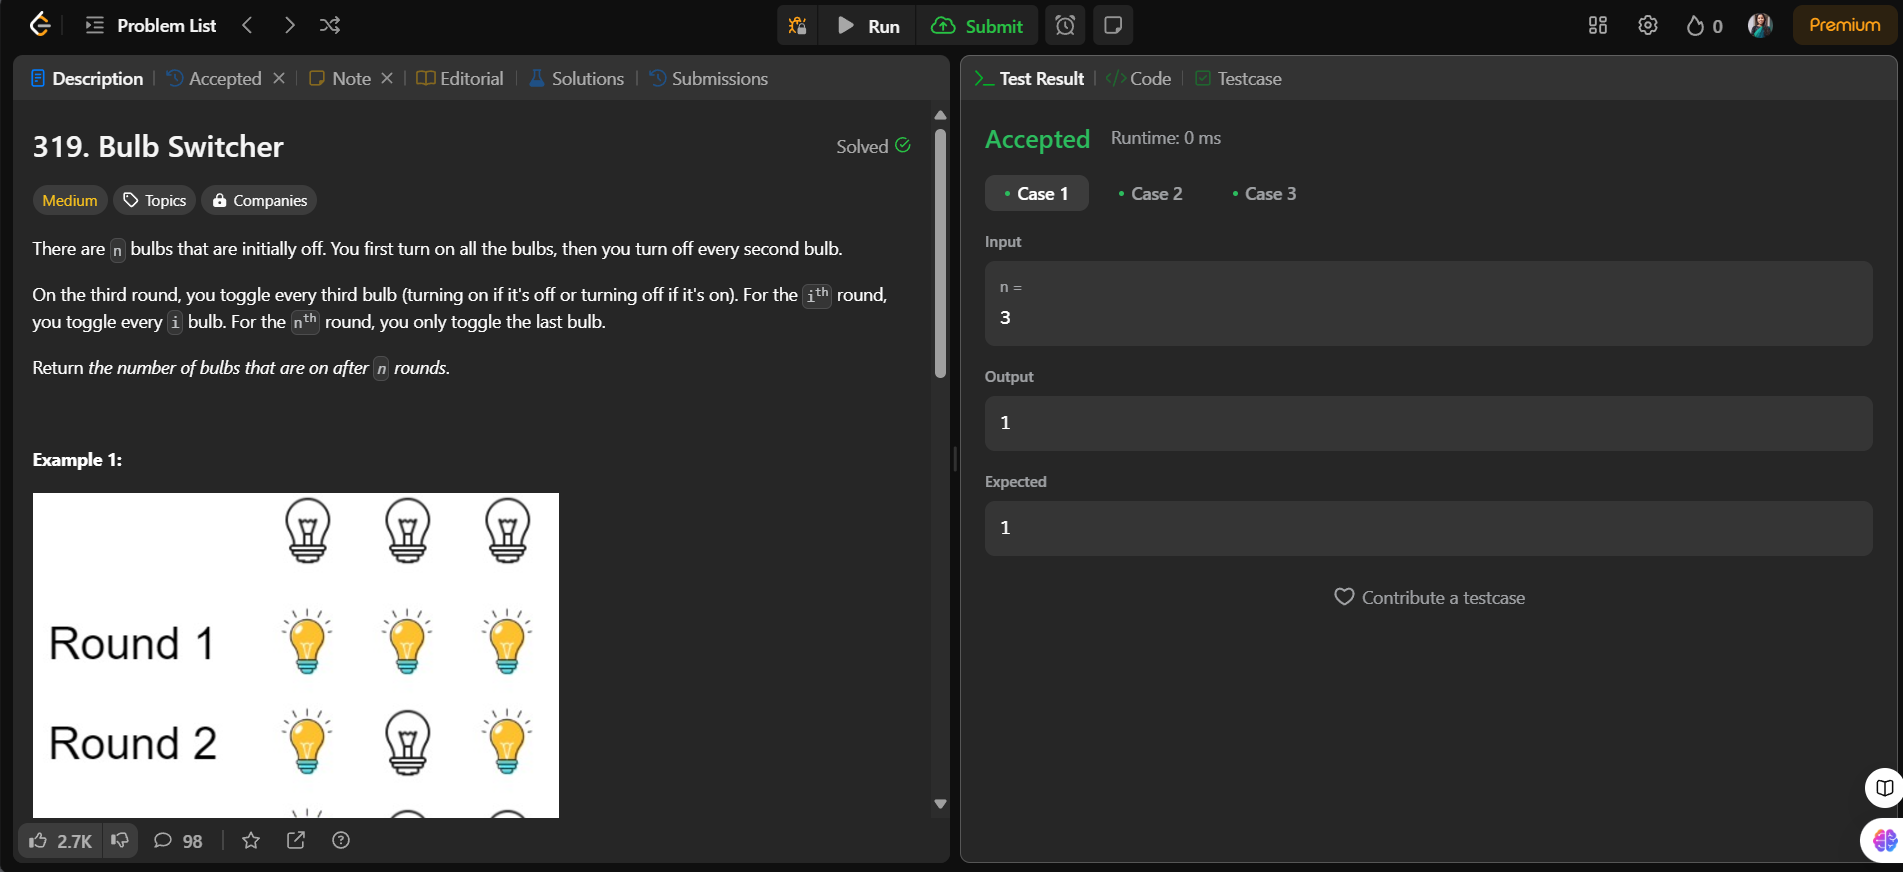 Problem List
Run
Submit
0
Premium
Description
Accepted
Note
Editorial
Solutions
Submissions
319. Bulb Switcher
Solved
Medium
Topics
Companies
There are n bulbs that are initially off. You first turn on all the bulbs, then you turn off every second bulb.
On the third round, you toggle every third bulb (turning on if it's off or turning off if it's on). For the ith round,
you toggle every i bulb. For the nth round, you only toggle the last bulb.
Return the number of bulbs that are on after n rounds.
Example 1:
Round 1
Round 2
2.7K
98
Test Result
Code
Testcase
Accepted
Runtime: 0 ms
Case 1
Case 2
Case 3
Input
n =
3
Output
1
Expected
1
Contribute a testcase